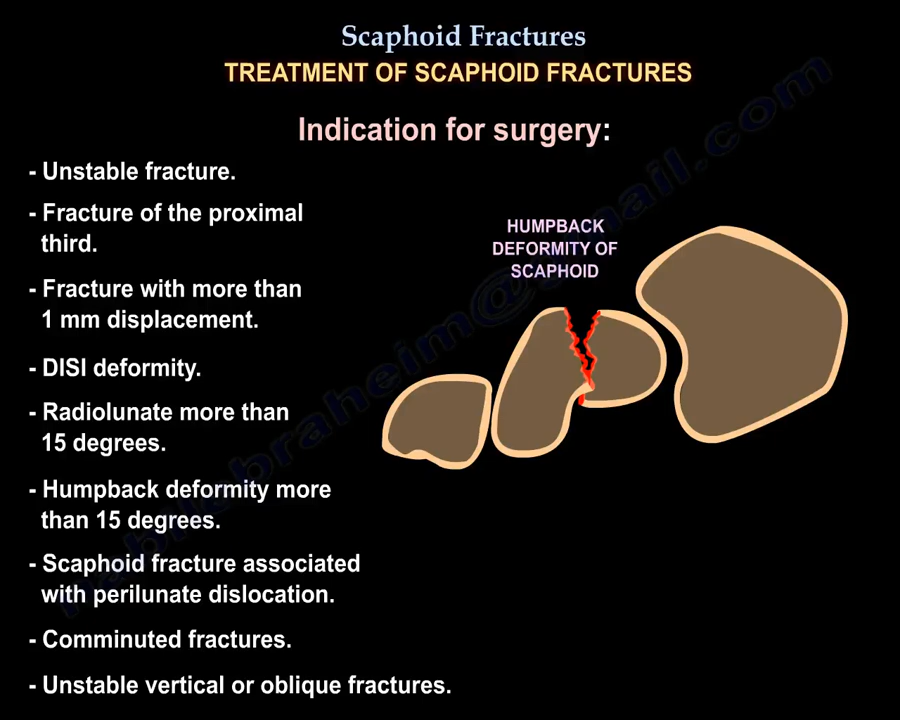 Scaphoid Fractures
TREATMENT OF SCAPHOID FRACTURES
Indication for surgery:
- Unstable fracture.
- Fracture of the proximal
third.
- Fracture with more than
1 mm displacement.
- DISI deformity.
- Radiolunate more than
15 degrees.
- Humpback deformity more
than 15 degrees.
- Scaphoid fracture associated
with perilunate dislocation.
- Comminuted fractures.
- Unstable vertical or oblique fractures.
HUMPBACK
DEFORMITY OF
SCAPHOID